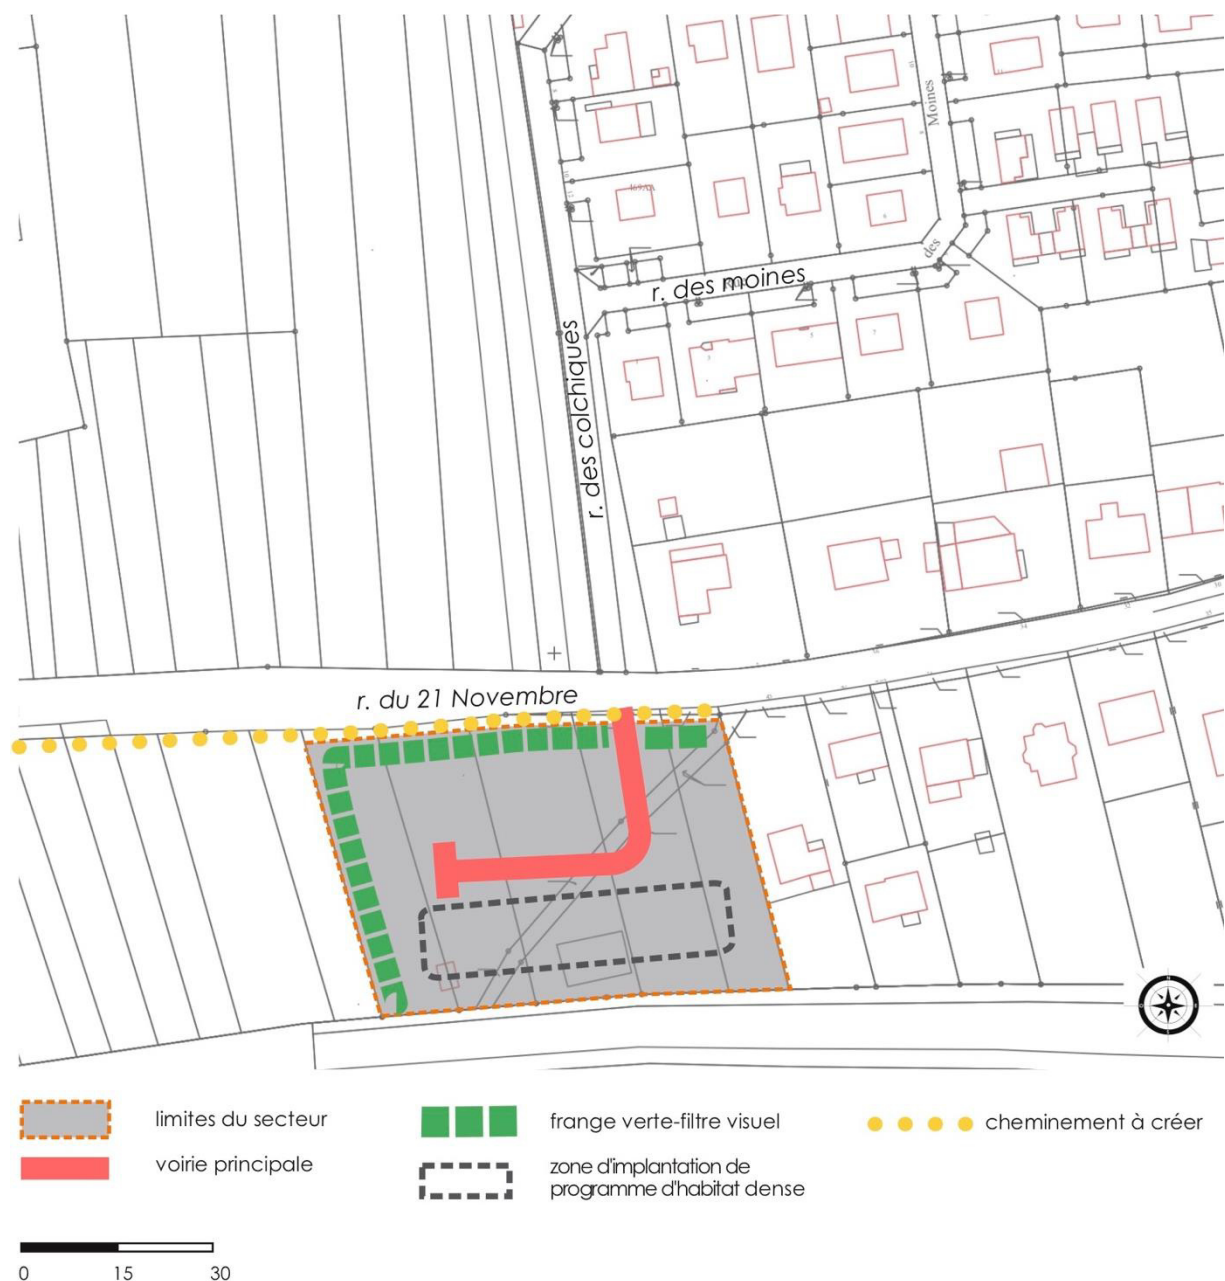 Moines
des
r. des moines
r. des colchiques
r. du 21 Novembre
limites du secteur
frange verte-filtre visuel
cheminement à créer
voirie principale
zone d'implantation de
programme d'habitat dense
0 15 30